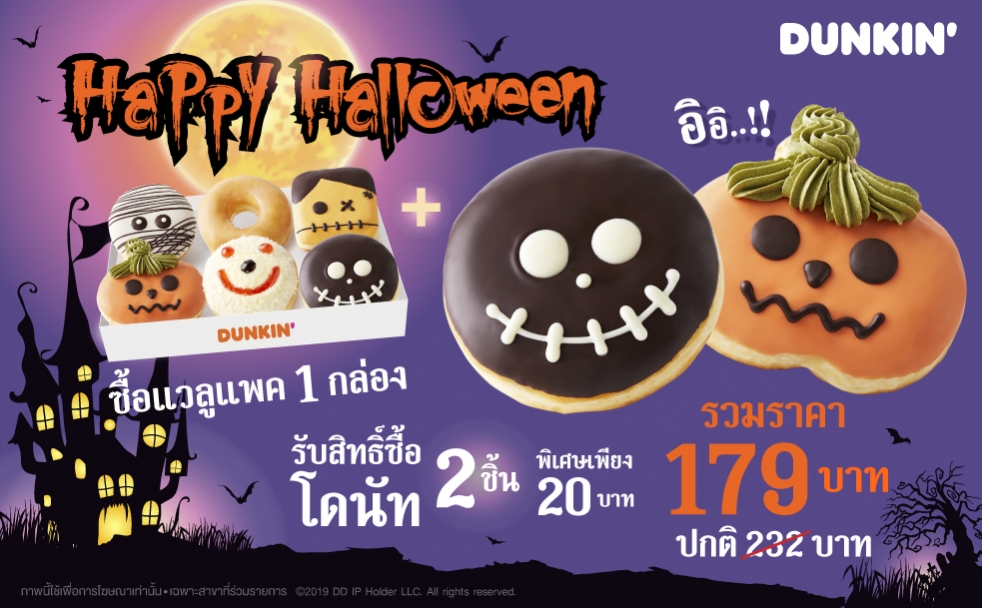 DUNKIN'
Happy Halloween
อิอิ..!!
+
DUNKIN'
ซื้อแวลูแพค 1 กล่อง
รับสิทธิ์ซื้อ
โดนัท 2 ชิ้น
พิเศษเพียง
20 บาท
รวมราคา
179 บาท
ปกติ 232 บาท
ภาพนี้ใช้เพื่อการโฆษณาเท่านั้น • เฉพาะสาขาที่ร่วมรายการ ©2019 DD IP Holder LLC. All rights reserved.